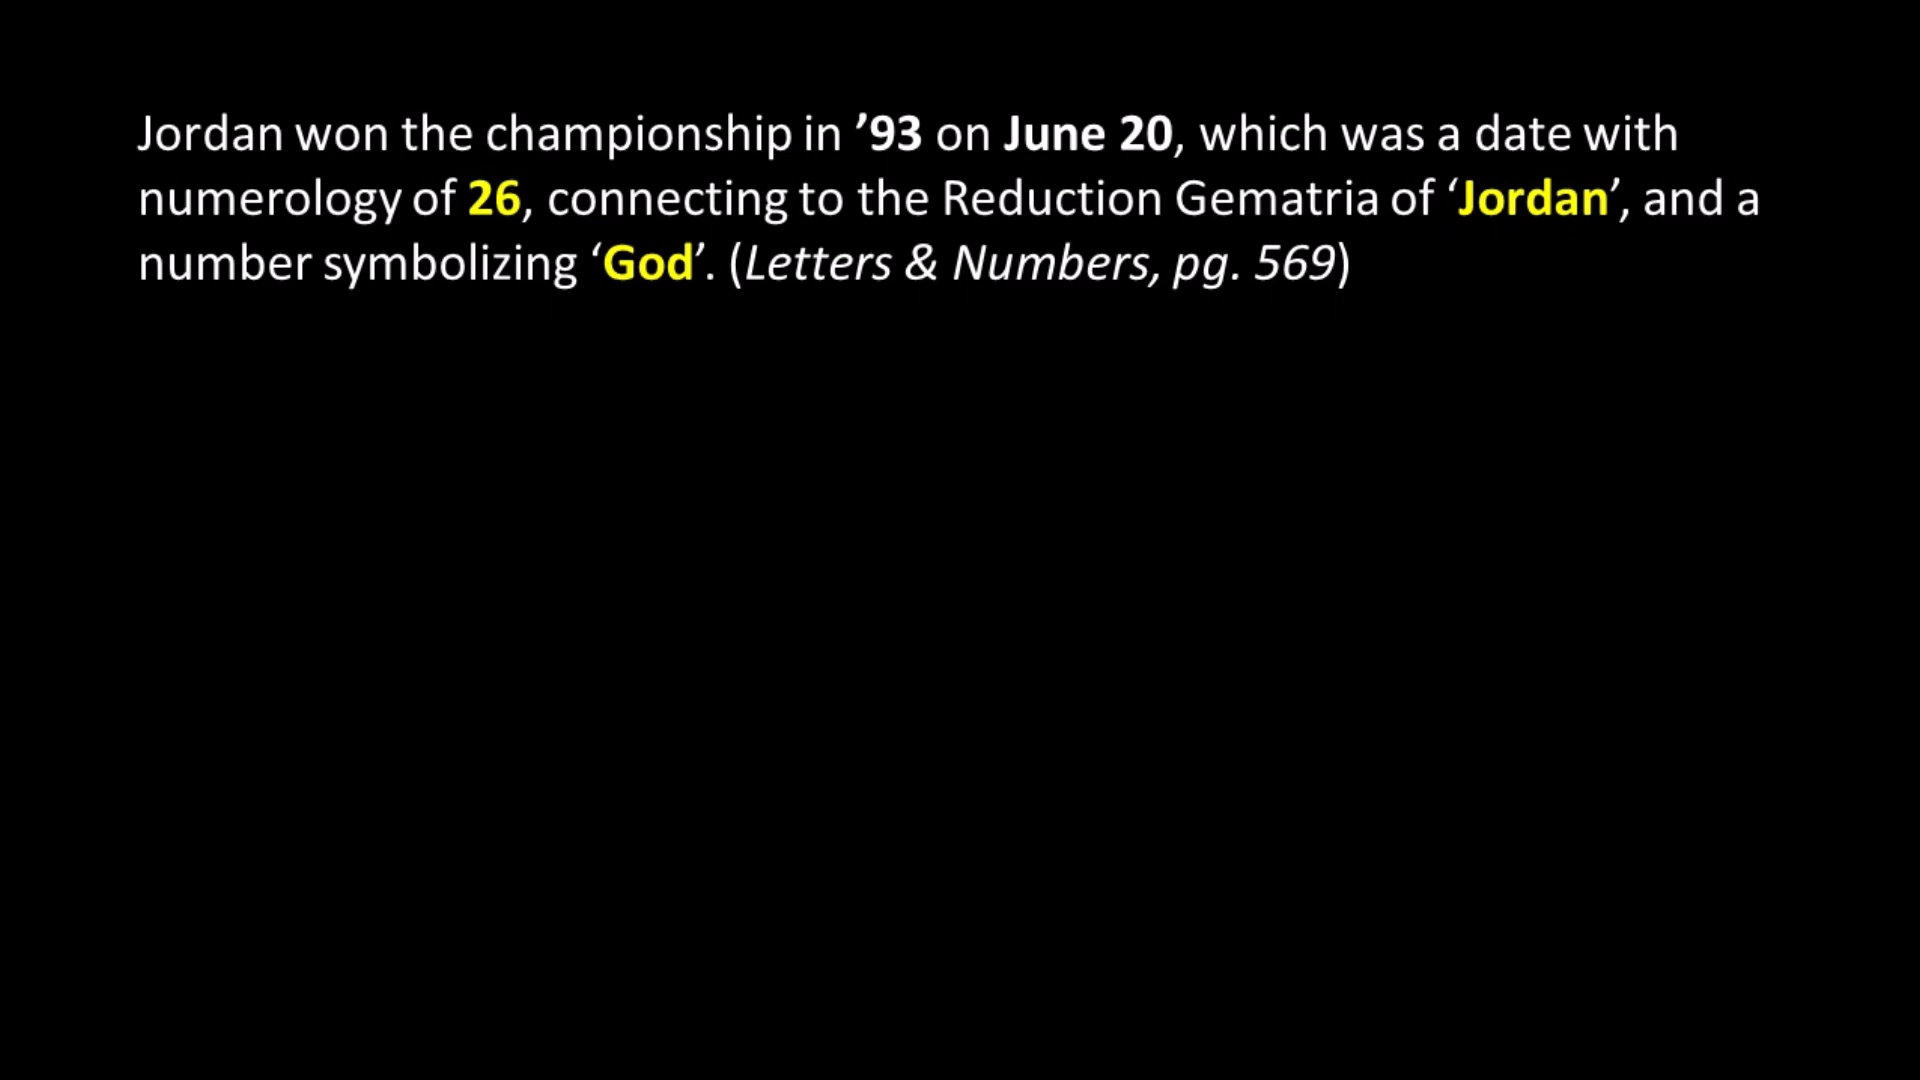 Jordan won the championship in ’93 on June 20, which was a date with
numerology of 26, connecting to the Reduction Gematria of ‘Jordan’, and a
number symbolizing ‘God’. (Letters & Numbers, pg. 569)